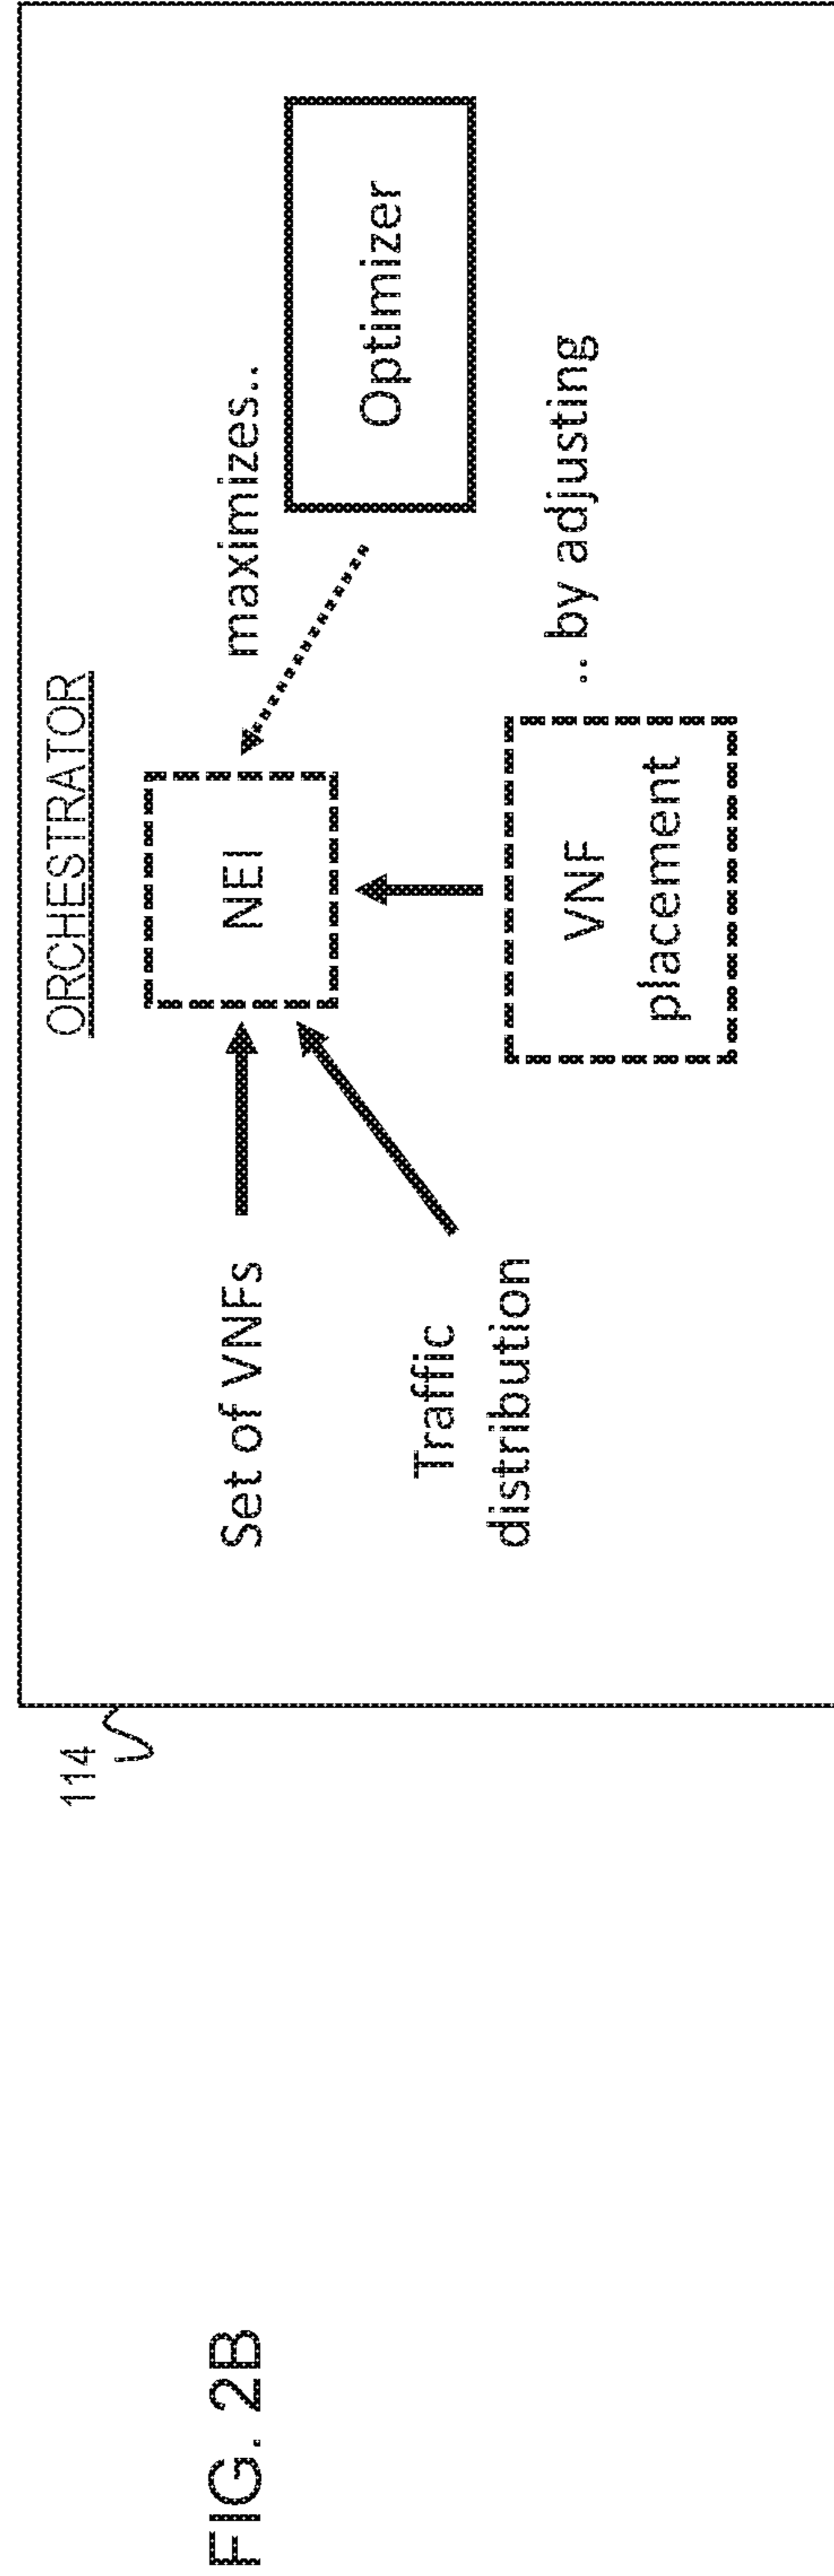 FIG. 2B
114
ORCHESTRATOR
Set of VNFs
NEI
maximizes..
Optimizer
Traffic
distribution
VNF
placement
.. by adjusting